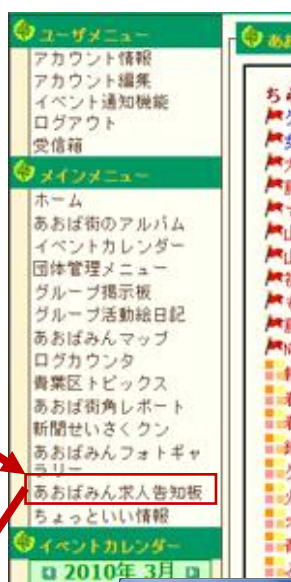 ユーザメニュー
アカウント情報
アカウント編集
イベント通知機能
ログアウト
受信箱
メインメニュー
ホーム
あおば街のアルバム
イベントカレンダー
団体管理メニュー
グループ掲示板
グループ活動絵日記
あおばみんマップ
ログカウンタ
青葉区トピックス
あおば街角レポート
新聞せいさくクン
あおばみんフォトギャ
ラリー
あおばみん求人告知板
ちょっといい情報
イベントカレンダー
2010年 3月
あお
ち